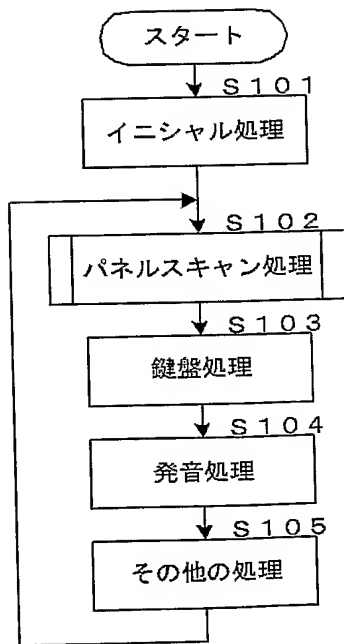 スタート
S101
イニシャル処理
S102
パネルスキャン処理
S103
鍵盤処理
S104
発音処理
S105
その他の処理